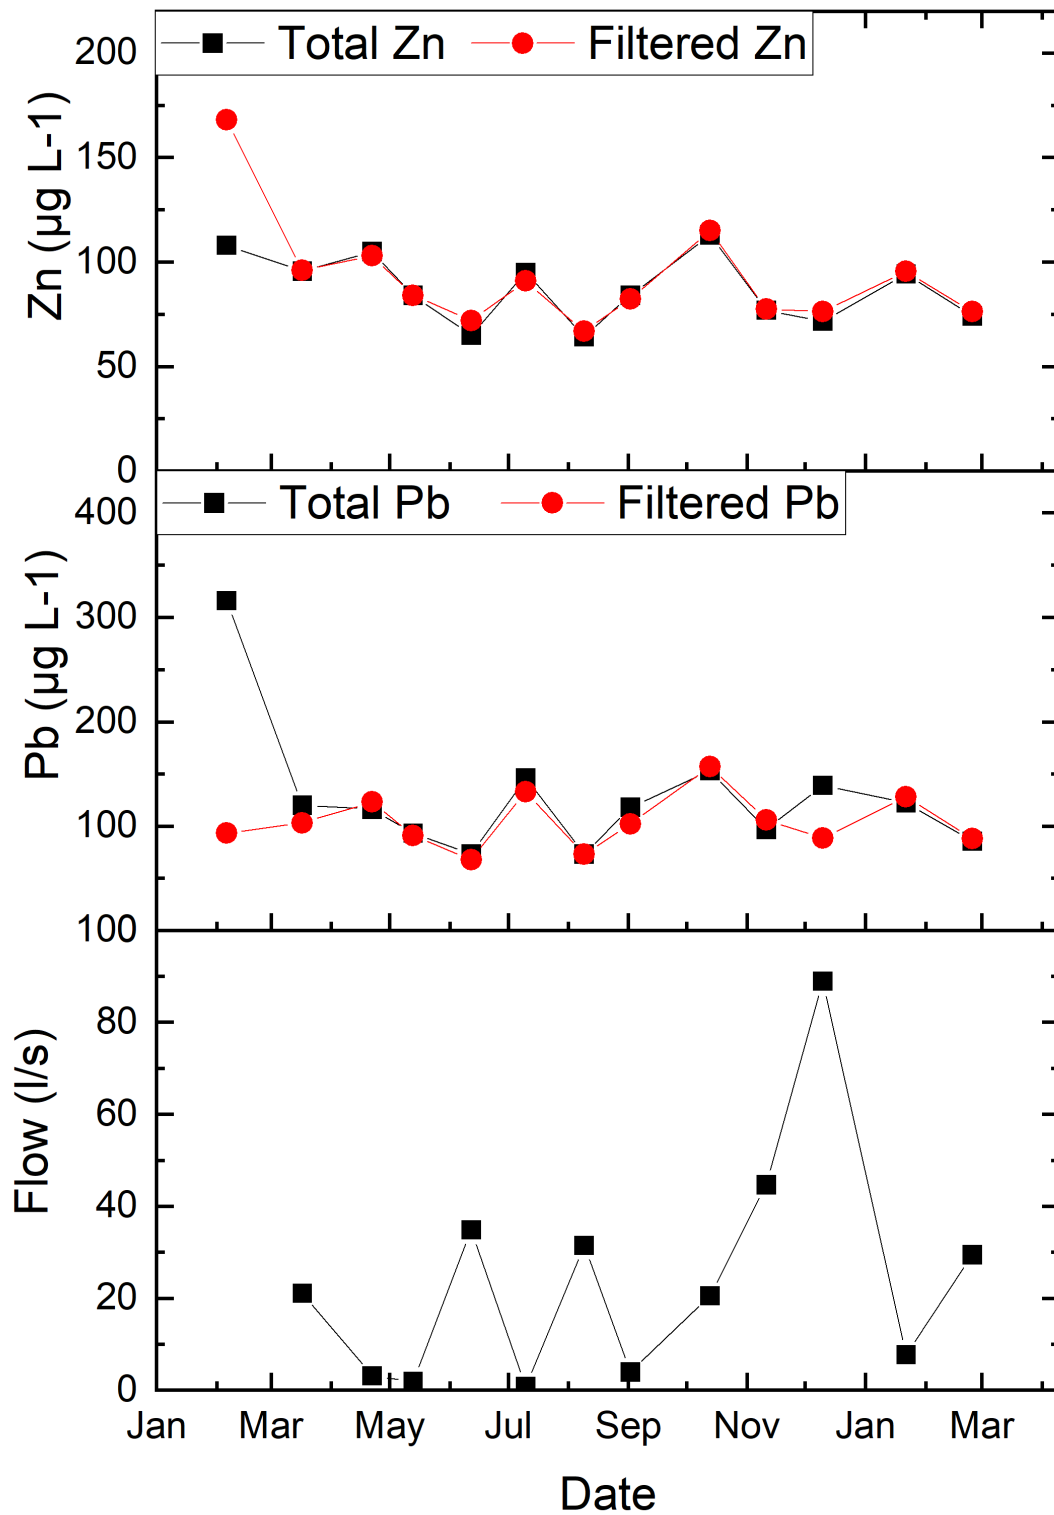 Total Zn Filtered Zn
200
150
100
50
0
Zn (µg L-1)
Total Pb Filtered Pb
400
300
200
100
Pb (µg L-1)
100
80
60
40
20
0
Flow (l/s)
Jan Mar May Jul Sep Nov Jan Mar
Date